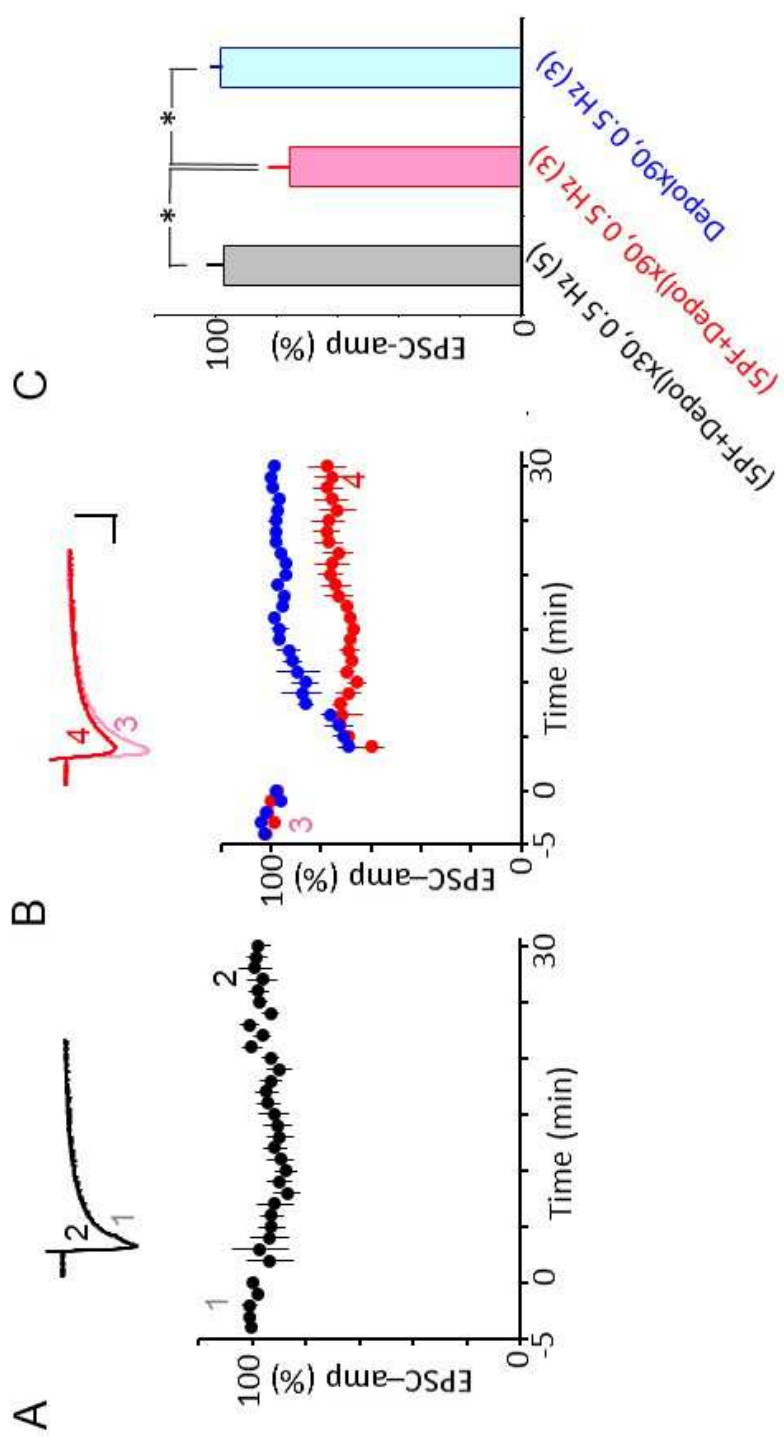 A
2
1
1
2
100
0
EPSC–amp (%)
-5
0
30
Time (min)
B
4
3
3
4
100
0
EPSC–amp (%)
-5
0
30
Time (min)
C
*
*
100
0
EPSC-amp (%)
(5PF+Depol)x30, 0.5 Hz (5)
(5PF+Depol)x90, 0.5 Hz (3)
Depolx90, 0.5 Hz (3)